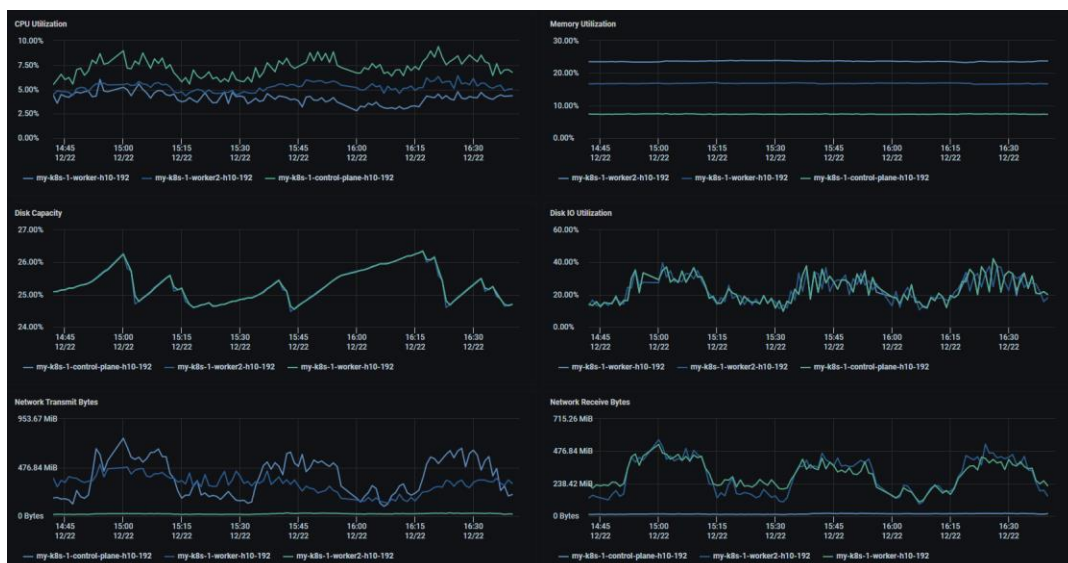 CPU Utilization
10.00%
7.50%
5.00%
2.50%
0.00%
14:45 15:00 15:15 15:30 15:45 16:00 16:15 16:30
12/22 12/22 12/22 12/22 12/22 12/22 12/22 12/22
my-k8s-1-worker-h10-192 my-k8s-1-worker2-h10-192 my-k8s-1-control-plane-h10-192
Memory Utilization
30.00%
20.00%
10.00%
0.00%
14:45 15:00 15:15 15:30 15:45 16:00 16:15 16:30
12/22 12/22 12/22 12/22 12/22 12/22 12/22 12/22
my-k8s-1-worker2-h10-192 my-k8s-1-worker-h10-192 my-k8s-1-control-plane-h10-192
Disk Capacity
27.00%
26.00%
25.00%
24.00%
14:45 15:00 15:15 15:30 15:45 16:00 16:15 16:30
12/22 12/22 12/22 12/22 12/22 12/22 12/22 12/22
my-k8s-1-control-plane-h10-192 my-k8s-1-worker2-h10-192 my-k8s-1-worker-h10-192
Disk IO Utilization
60.00%
40.00%
20.00%
0.00%
14:45 15:00 15:15 15:30 15:45 16:00 16:15 16:30
12/22 12/22 12/22 12/22 12/22 12/22 12/22 12/22
my-k8s-1-worker-h10-192 my-k8s-1-worker2-h10-192 my-k8s-1-control-plane-h10-192
Network Transmit Bytes
953.67 MiB
476.84 MiB
0 Bytes
14:45 15:00 15:15 15:30 15:45 16:00 16:15 16:30
12/22 12/22 12/22 12/22 12/22 12/22 12/22 12/22
my-k8s-1-control-plane-h10-192 my-k8s-1-worker-h10-192 my-k8s-1-worker2-h10-192
Network Receive Bytes
715.26 MiB
476.84 MiB
238.42 MiB
0 Bytes
14:45 15:00 15:15 15:30 15:45 16:00 16:15 16:30
12/22 12/22 12/22 12/22 12/22 12/22 12/22 12/22
my-k8s-1-control-plane-h10-192 my-k8s-1-worker2-h10-192 my-k8s-1-worker-h10-192